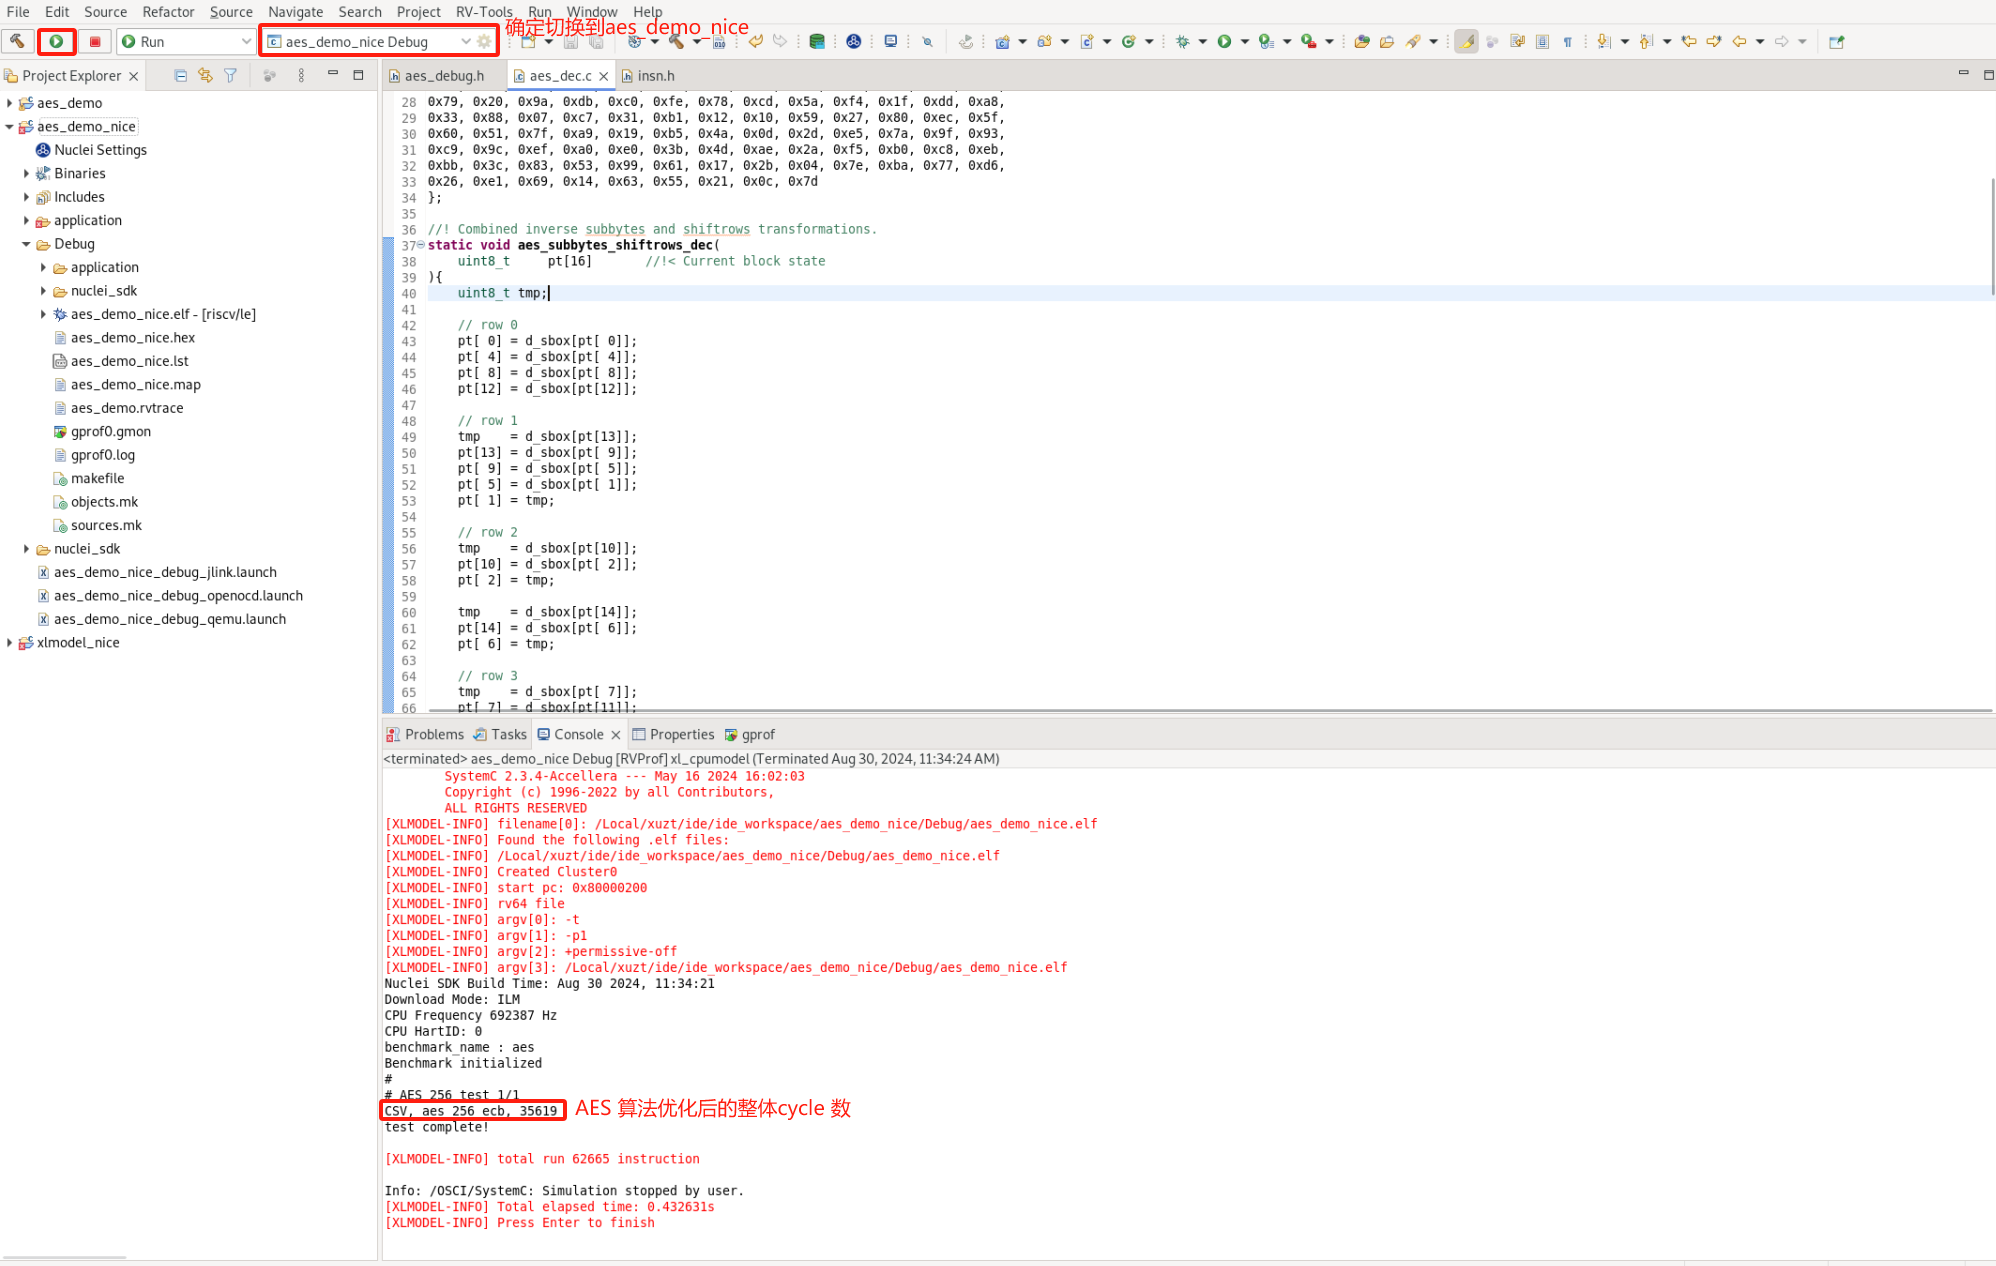 File Edit Source Refactor Source Navigate Search Project RV-Tools Run Window Help
确定切换到aes_demo_nice
Run
aes_demo_nice Debug
Project Explorer
aes_demo
aes_demo_nice
Nuclei Settings
Binaries
Includes
application
Debug
application
nuclei_sdk
aes_demo_nice.elf - [riscv/le]
aes_demo_nice.hex
aes_demo_nice.lst
aes_demo_nice.map
aes_demo.rvtrace
gprof0.gmon
gprof0.log
makefile
objects.mk
sources.mk
nuclei_sdk
aes_demo_nice_debug_jlink.launch
aes_demo_nice_debug_openocd.launch
aes_demo_nice_debug_qemu.launch
xlmodel_nice
aes_debug.h aes_dec.c insn.h
28 0x79, 0x20, 0x9a, 0xdb, 0xc0, 0xfe, 0x78, 0xcd, 0x5a, 0xf4, 0x1f, 0xdd, 0xa8,
29 0x33, 0x88, 0x07, 0xc7, 0x31, 0xb1, 0x12, 0x10, 0x59, 0x27, 0x80, 0xec, 0x5f,
30 0x60, 0x51, 0x7f, 0xa9, 0x19, 0xb5, 0x4a, 0x0d, 0x2d, 0xe5, 0x7a, 0x9f, 0x93,
31 0xc9, 0x9c, 0xef, 0xa0, 0xe0, 0x3b, 0x4d, 0xae, 0x2a, 0xf5, 0xb0, 0xc8, 0xeb,
32 0xbb, 0x3c, 0x83, 0x53, 0x99, 0x61, 0x17, 0x2b, 0x04, 0x7e, 0xba, 0x77, 0xd6,
33 0x26, 0xe1, 0x69, 0x14, 0x63, 0x55, 0x21, 0x0c, 0x7d
34 };
35
36 //! Combined inverse subbytes and shiftrows transformations.
37 static void aes_subbytes_shiftrows_dec(
38 uint8_t pt[16] //!< Current block state
39 ){
40 uint8_t tmp;
41
42 // row 0
43 pt[ 0] = d_sbox[pt[ 0]];
44 pt[ 4] = d_sbox[pt[ 4]];
45 pt[ 8] = d_sbox[pt[ 8]];
46 pt[12] = d_sbox[pt[12]];
47
48 // row 1
49 tmp = d_sbox[pt[13]];
50 pt[13] = d_sbox[pt[ 9]];
51 pt[ 9] = d_sbox[pt[ 5]];
52 pt[ 5] = d_sbox[pt[ 1]];
53 pt[ 1] = tmp;
54
55 // row 2
56 tmp = d_sbox[pt[10]];
57 pt[10] = d_sbox[pt[ 2]];
58 pt[ 2] = tmp;
59
60 tmp = d_sbox[pt[14]];
61 pt[14] = d_sbox[pt[ 6]];
62 pt[ 6] = tmp;
63
64 // row 3
65 tmp = d_sbox[pt[ 7]];
66 pt[ 7] = d_sbox[pt[11]];
Problems Tasks Console Properties gprof
<terminated> aes_demo_nice Debug [RVProf] xl_cpumodel (Terminated Aug 30, 2024, 11:34:24 AM)
SystemC 2.3.4-Accellera --- May 16 2024 16:02:03
Copyright (c) 1996-2022 by all Contributors,
ALL RIGHTS RESERVED
[XLMODEL-INFO] filename[0]: /Local/xuzt/ide/ide_workspace/aes_demo_nice/Debug/aes_demo_nice.elf
[XLMODEL-INFO] Found the following .elf files:
[XLMODEL-INFO] /Local/xuzt/ide/ide_workspace/aes_demo_nice/Debug/aes_demo_nice.elf
[XLMODEL-INFO] Created Cluster0
[XLMODEL-INFO] start pc: 0x80000200
[XLMODEL-INFO] rv64 file
[XLMODEL-INFO] argv[0]: -t
[XLMODEL-INFO] argv[1]: -p1
[XLMODEL-INFO] argv[2]: +permissive-off
[XLMODEL-INFO] argv[3]: /Local/xuzt/ide/ide_workspace/aes_demo_nice/Debug/aes_demo_nice.elf
Nuclei SDK Build Time: Aug 30 2024, 11:34:21
Download Mode: ILM
CPU Frequency 692387 Hz
CPU HartID: 0
benchmark_name : aes
Benchmark initialized
#
# AES 256 test 1/1
CSV, aes 256 ecb, 35619
AES 算法优化后的整体cycle 数
test complete!
[XLMODEL-INFO] total run 62665 instruction
Info: /OSCI/SystemC: Simulation stopped by user.
[XLMODEL-INFO] Total elapsed time: 0.432631s
[XLMODEL-INFO] Press Enter to finish